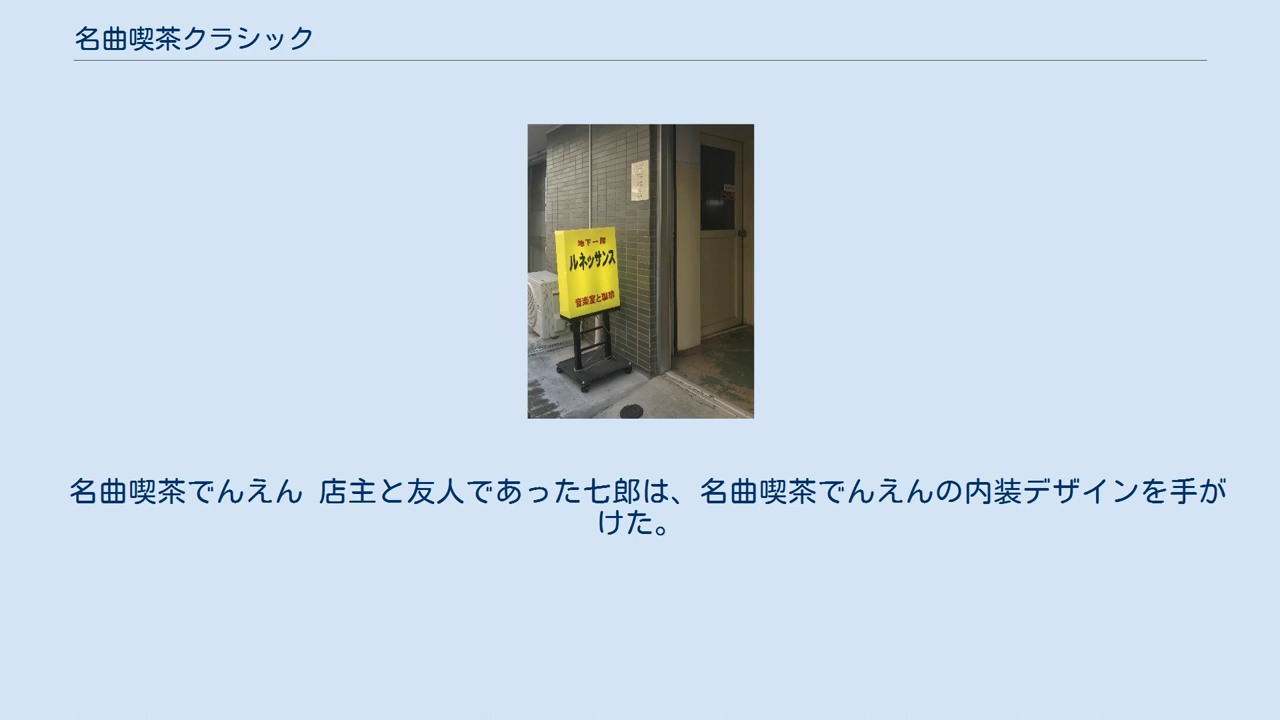 名曲喫茶クラシック
地下一階
ルネッサンス
音楽室と珈琲
名曲喫茶でんえん 店主と友人であった七郎は、名曲喫茶でんえんの内装デザインを手が
けた。